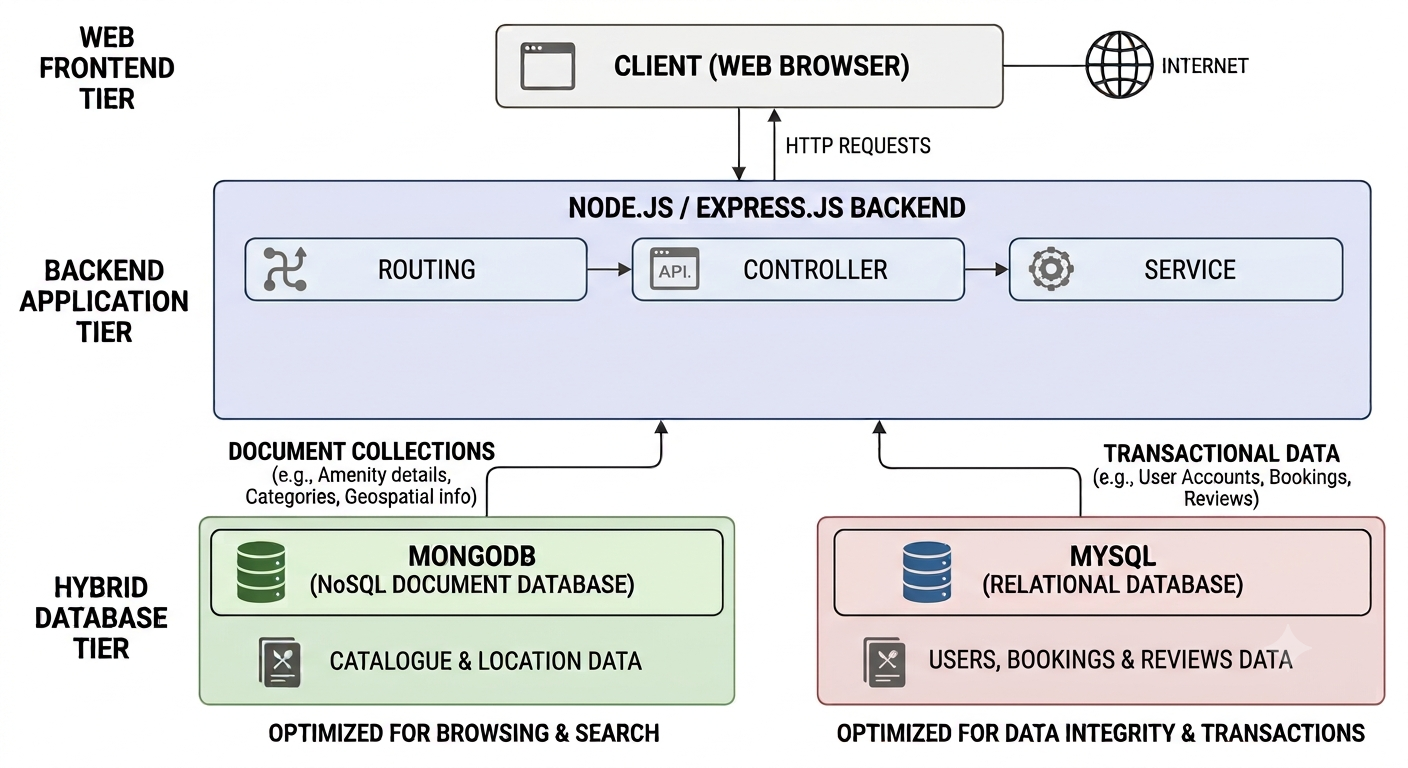 WEB
FRONTEND
TIER
CLIENT (WEB BROWSER)
INTERNET
HTTP REQUESTS
NODE.JS / EXPRESS.JS BACKEND
BACKEND
APPLICATION
TIER
ROUTING
API.
CONTROLLER
SERVICE
DOCUMENT COLLECTIONS
(e.g., Amenity details,
Categories, Geospatial info)
TRANSACTIONAL DATA
(e.g., User Accounts, Bookings,
Reviews)
HYBRID
DATABASE
TIER
MONGODB
(NoSQL DOCUMENT DATABASE)
CATALOGUE & LOCATION DATA
OPTIMIZED FOR BROWSING & SEARCH
MYSQL
(RELATIONAL DATABASE)
USERS, BOOKINGS & REVIEWS DATA
OPTIMIZED FOR DATA INTEGRITY & TRANSACTIONS